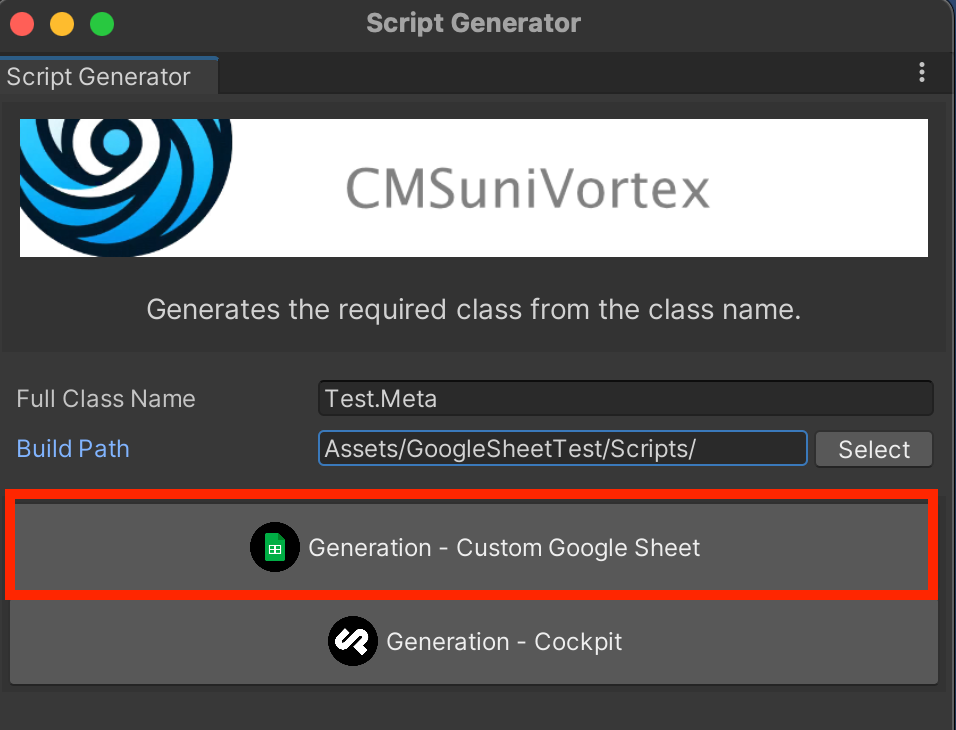 Script Generator
Script Generator
CMSuniVortex
Generates the required class from the class name.
Full Class Name Test.Meta
Build Path Assets/GoogleSheetTest/Scripts/ Select
Generation - Custom Google Sheet
Generation - Cockpit